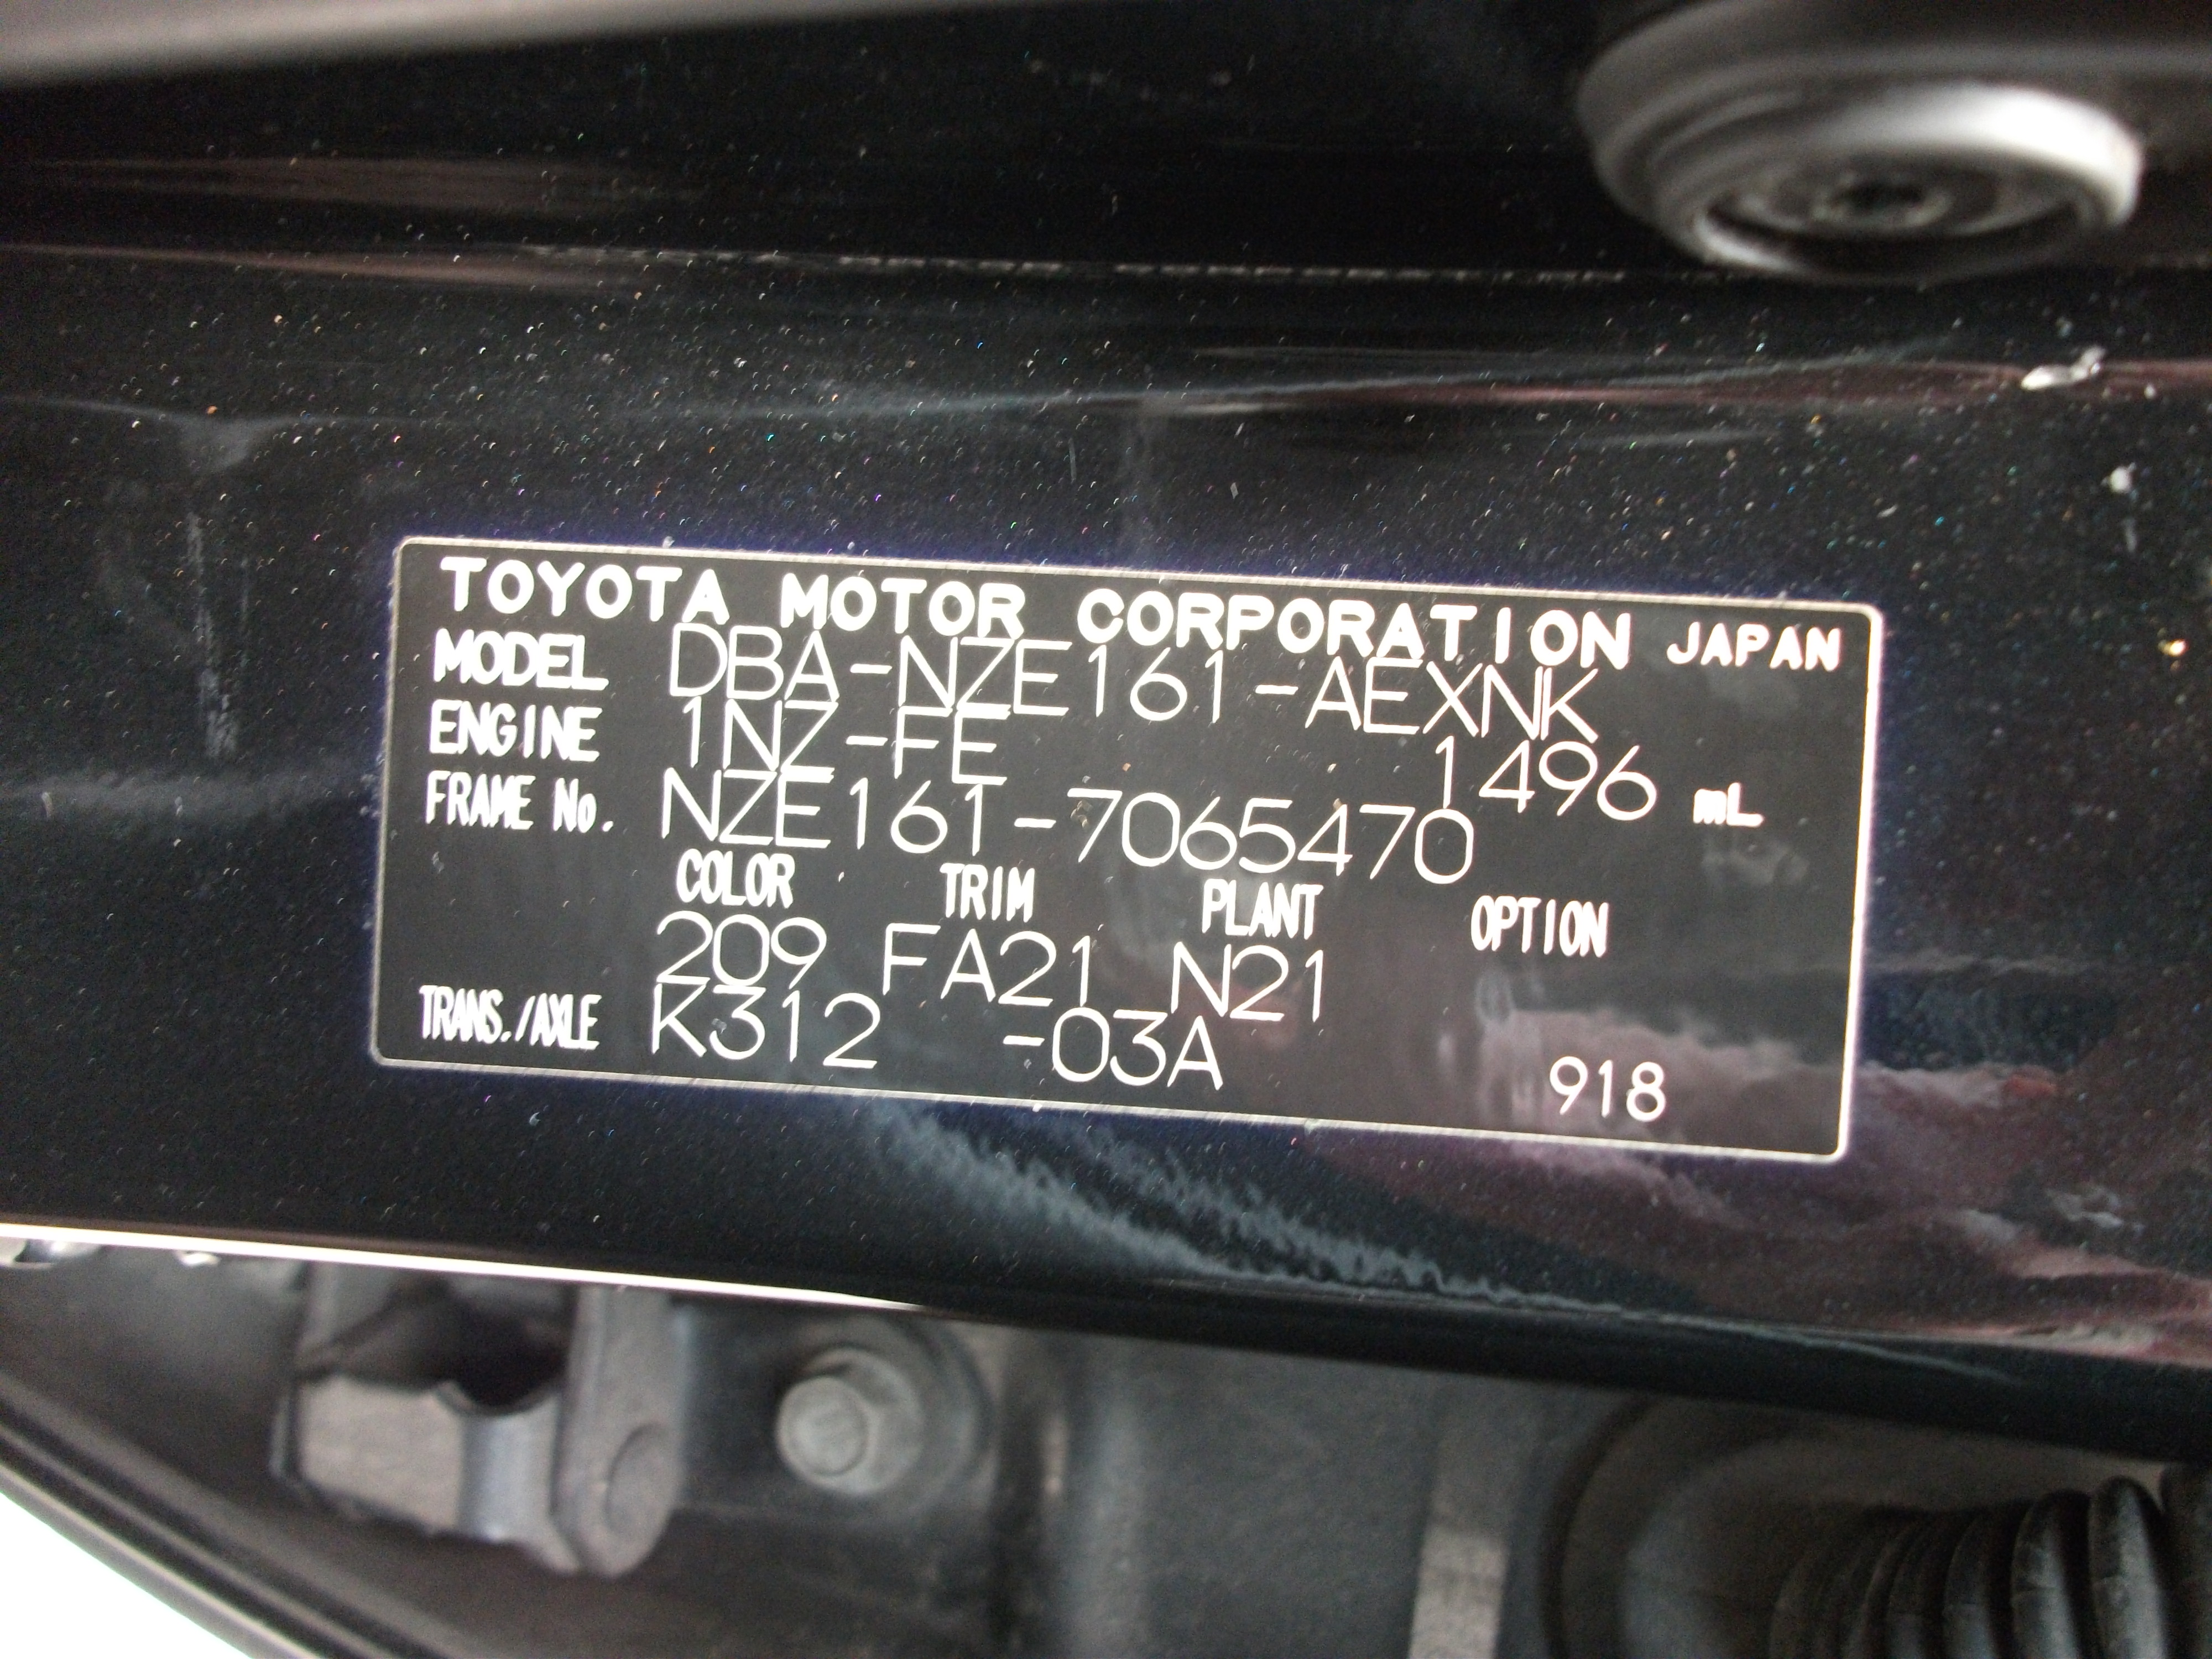 TOYOTA MOTOR CORPORATION JAPAN
MODEL DBA-NZE161-AEXNK
ENGINE 1NZ-FE 1496 mL
FRAME No. NZE161-7065470
COLOR TRIM PLANT OPTION
209 FA21 N21
TRANS./AXLE K312 -03A
918